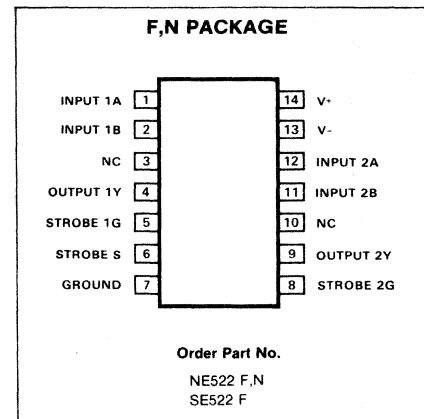 F,N PACKAGE
INPUT 1A 1 14 V+
INPUT 1B 2 13 V-
NC 3 12 INPUT 2A
OUTPUT 1Y 4 11 INPUT 2B
STROBE 1G 5 10 NC
STROBE S 6 9 OUTPUT 2Y
GROUND 7 8 STROBE 2G
Order Part No.
NE522 F,N
SE522 F